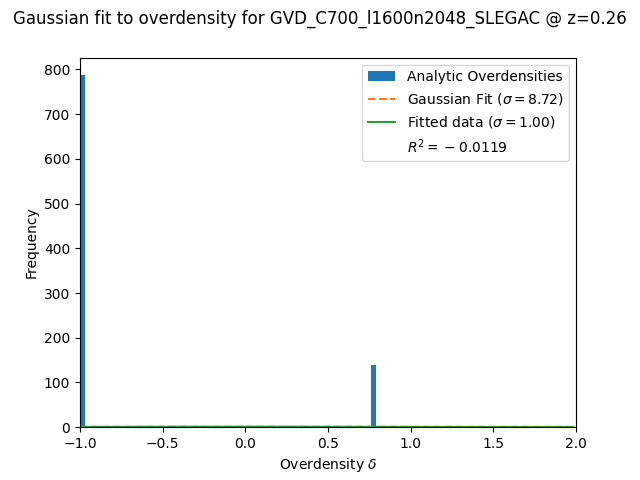 Gaussian fit to overdensity for GVD_C700_l1600n2048_SLEGAC @ z=0.26
Analytic Overdensities
Gaussian Fit (σ = 8.72)
Fitted data (σ = 1.00)
R² = −0.0119
Frequency
800
700
600
500
400
300
200
100
0
−1.0 −0.5 0.0 0.5 1.0 1.5 2.0
Overdensity δ